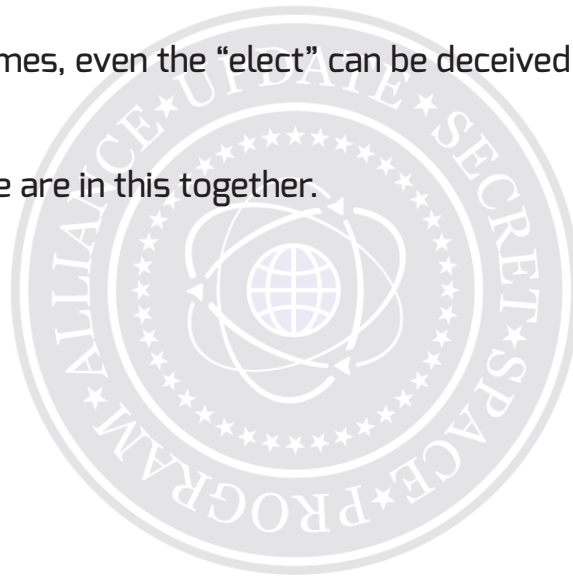 mes, even the “elect” can be deceived
e are in this together.
UPDATE★SECRET★SPACE★PROGRAM★ALLIANCE★